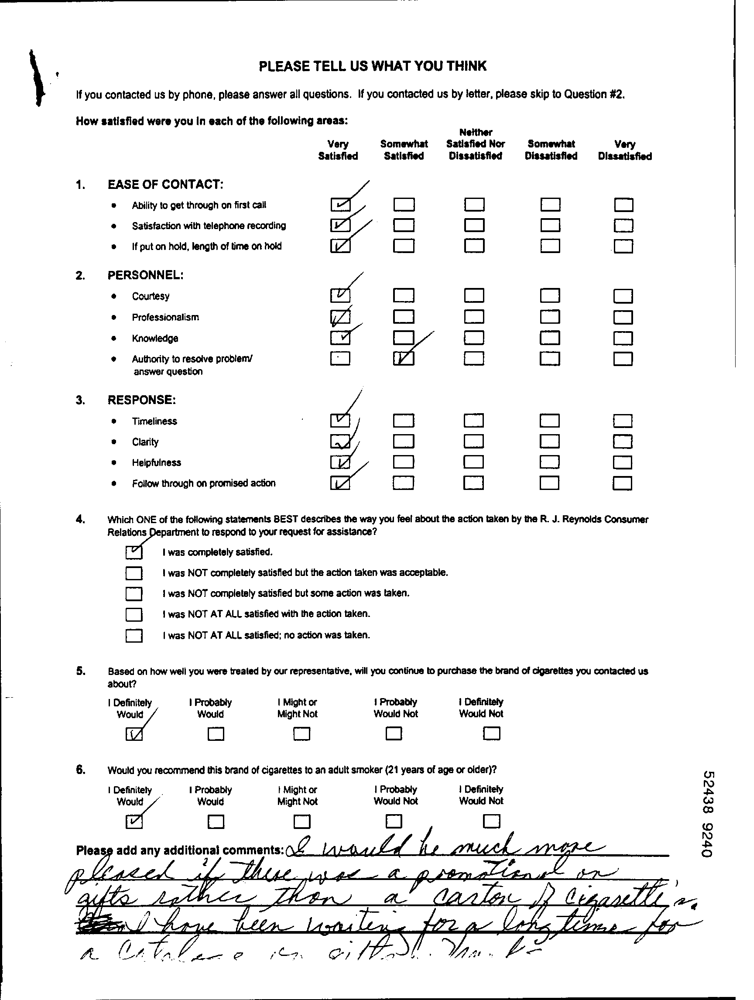 PLEASE TELL US WHAT YOU THINK
If you contacted us by phone, please answer all questions. If you contacted us by letter, please skip to Question #2.
How satisfied were you in each of the following areas:
Very Satisfied Somewhat Satisfied Neither Satisfied Nor Dissatisfied Somewhat Dissatisfied Very Dissatisfied
1. EASE OF CONTACT:
• Ability to get through on first call
• Satisfaction with telephone recording
• If put on hold, length of time on hold
2. PERSONNEL:
• Courtesy
• Professionalism
• Knowledge
• Authority to resolve problem/
answer question
3. RESPONSE:
• Timeliness
• Clarity
• Helpfulness
• Follow through on promised action
4. Which ONE of the following statements BEST describes the way you feel about the action taken by the R. J. Reynolds Consumer
Relations Department to respond to your request for assistance?
I was completely satisfied.
I was NOT completely satisfied but the action taken was acceptable.
I was NOT completely satisfied but some action was taken.
I was NOT AT ALL satisfied with the action taken.
I was NOT AT ALL satisfied; no action was taken.
5. Based on how well you were treated by our representative, will you continue to purchase the brand of cigarettes you contacted us
about?
I Definitely Would I Probably Would I Might or Might Not I Probably Would Not I Definitely Would Not
6. Would you recommend this brand of cigarettes to an adult smoker (21 years of age or older)?
I Definitely Would I Probably Would I Might or Might Not I Probably Would Not I Definitely Would Not
52438 9240
Please add any additional comments: I would be much more
pleased if there was a promotional on
gifts rather than a carton of cigarette's.
I have been waiting for a long time for
a